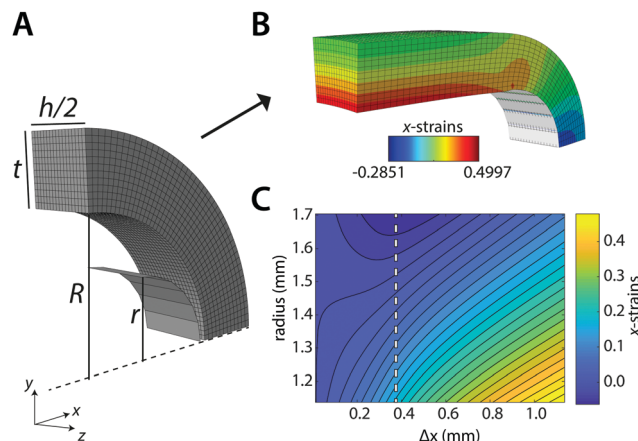 A
h/2
t
R
r
y
x
z
B
x-strains
-0.2851
0.4997
C
1.7
1.6
1.5
1.4
1.3
1.2
radius (mm)
0.2
0.4
0.6
0.8
1.0
Δx (mm)
0.4
0.3
0.2
0.1
0.0
x-strains